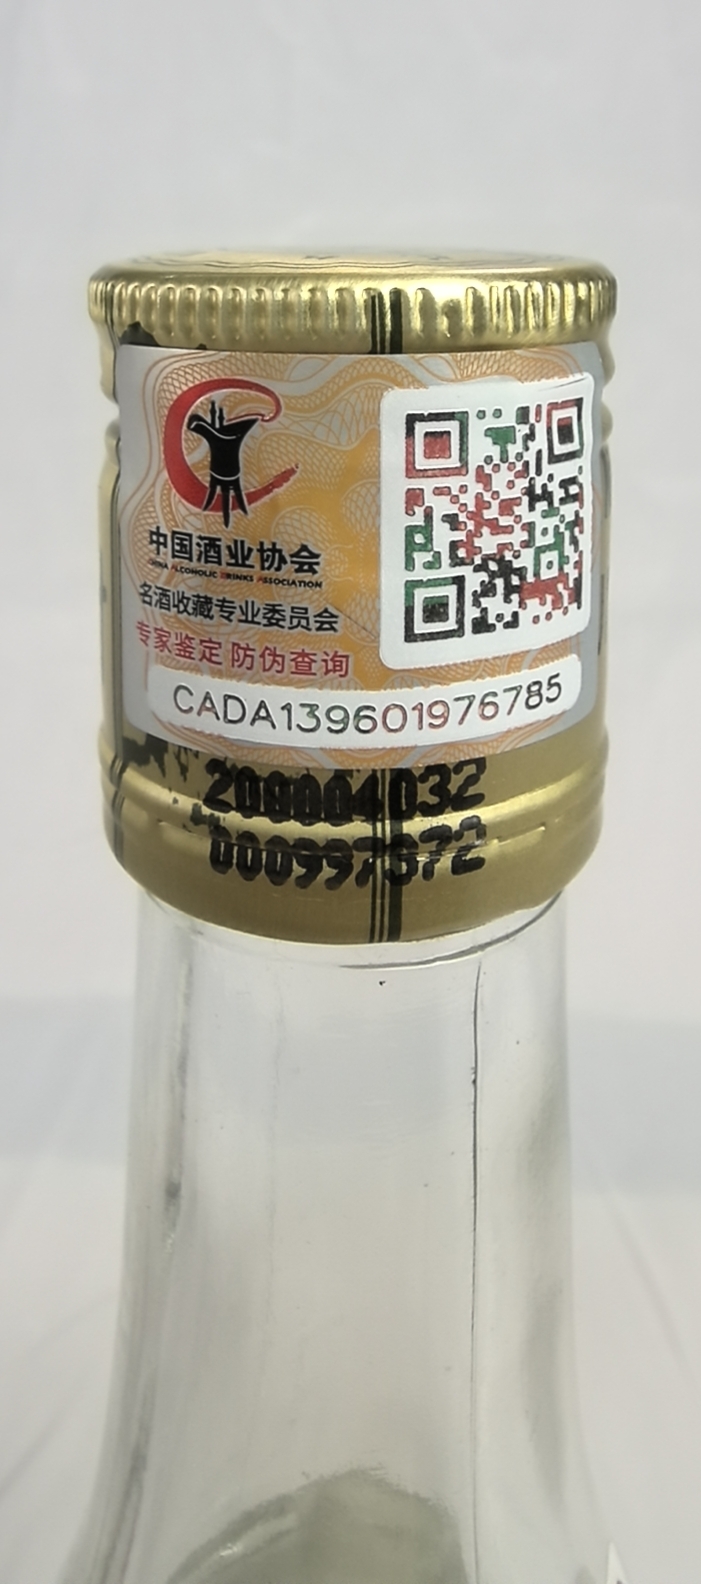 中国酒业协会
CHINA ALCOHOLIC DRINKS ASSOCIATION
名酒收藏专业委员会
专家鉴定 防伪查询
CADA139601976785
000997372